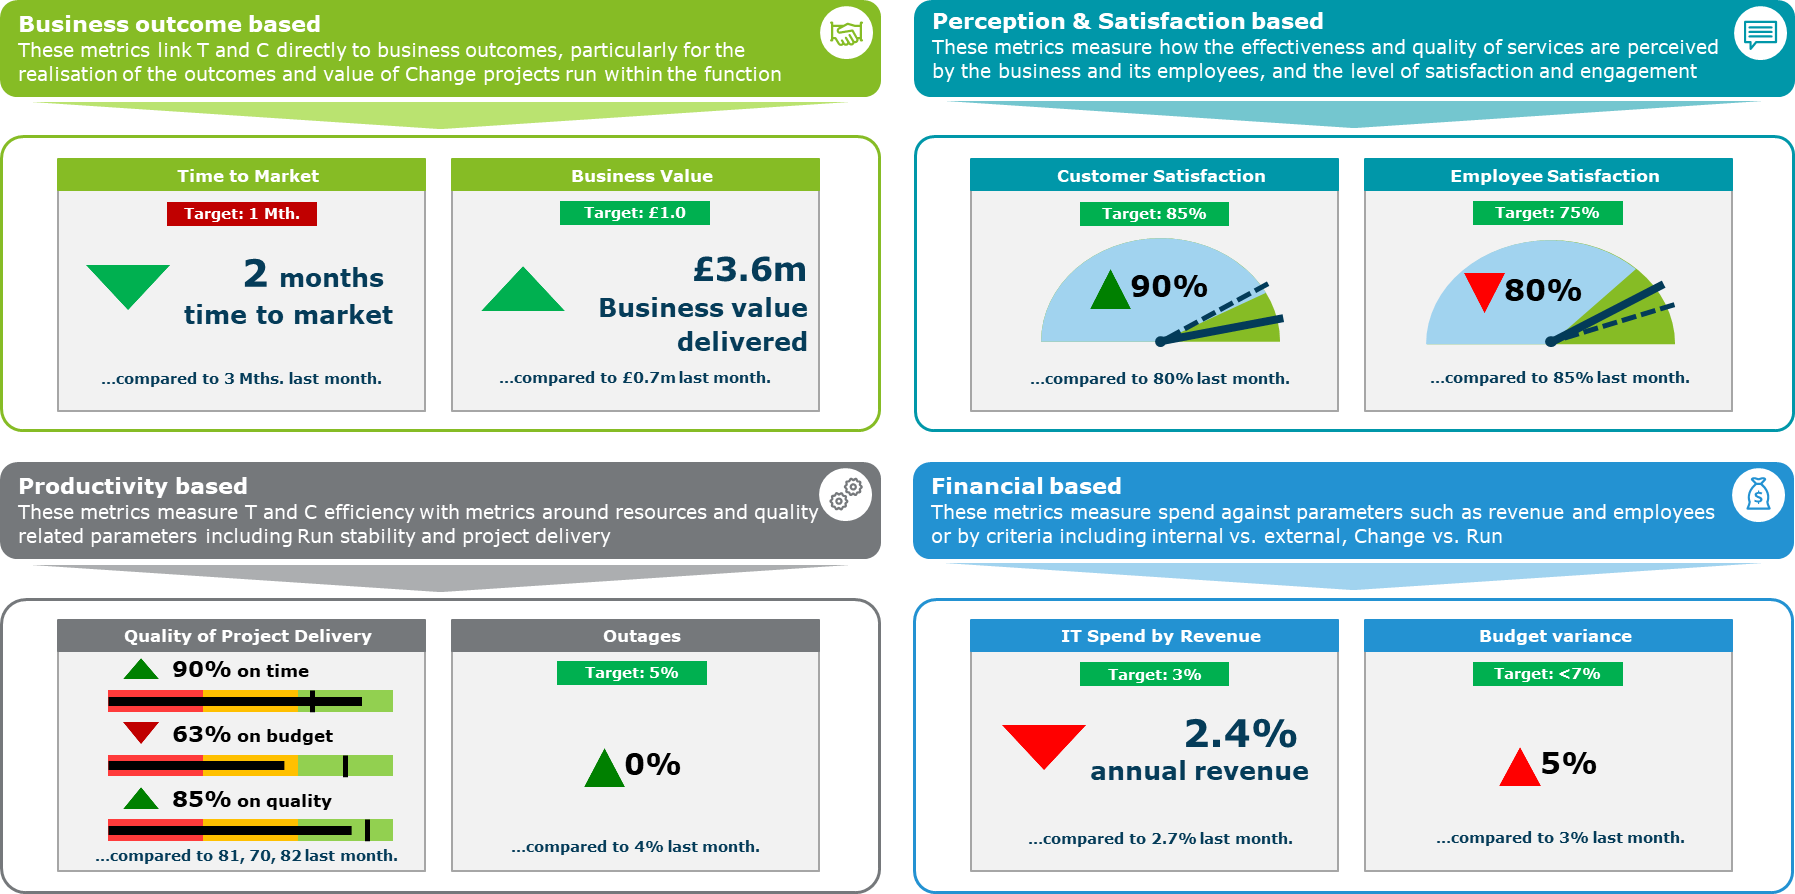 Business outcome based
These metrics link T and C directly to business outcomes, particularly for the
realisation of the outcomes and value of Change projects run within the function
Time to Market
Target: 1 Mth.
2 months
time to market
...compared to 3 Mths. last month.
Business Value
Target: £1.0
£3.6m
Business value
delivered
...compared to £0.7m last month.
Perception & Satisfaction based
These metrics measure how the effectiveness and quality of services are perceived
by the business and its employees, and the level of satisfaction and engagement
Customer Satisfaction
Target: 85%
90%
...compared to 80% last month.
Employee Satisfaction
Target: 75%
80%
...compared to 85% last month.
Productivity based
These metrics measure T and C efficiency with metrics around resources and quality
related parameters including Run stability and project delivery
Quality of Project Delivery
90% on time
63% on budget
85% on quality
...compared to 81, 70, 82 last month.
Outages
Target: 5%
0%
...compared to 4% last month.
Financial based
These metrics measure spend against parameters such as revenue and employees
or by criteria including internal vs. external, Change vs. Run
IT Spend by Revenue
Target: 3%
2.4%
annual revenue
...compared to 2.7% last month.
Budget variance
Target: <7%
5%
...compared to 3% last month.
$